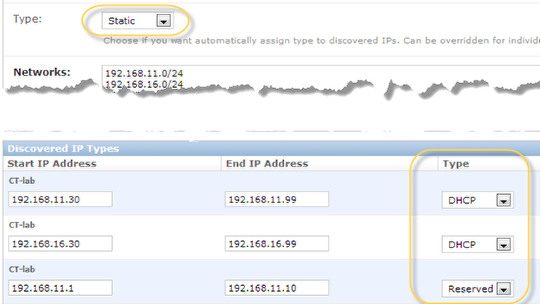 Type: Static
Choose if you want automatically assign type to discovered IPs. Can be overridden for individe
Networks: 192.168.11.0/24
192.168.16.0/24
Discovered IP Types
Start IP Address End IP Address Type
CT-lab
192.168.11.30 192.168.11.99 DHCP
CT-lab
192.168.16.30 192.168.16.99 DHCP
CT-lab
192.168.11.1 192.168.11.10 Reserved